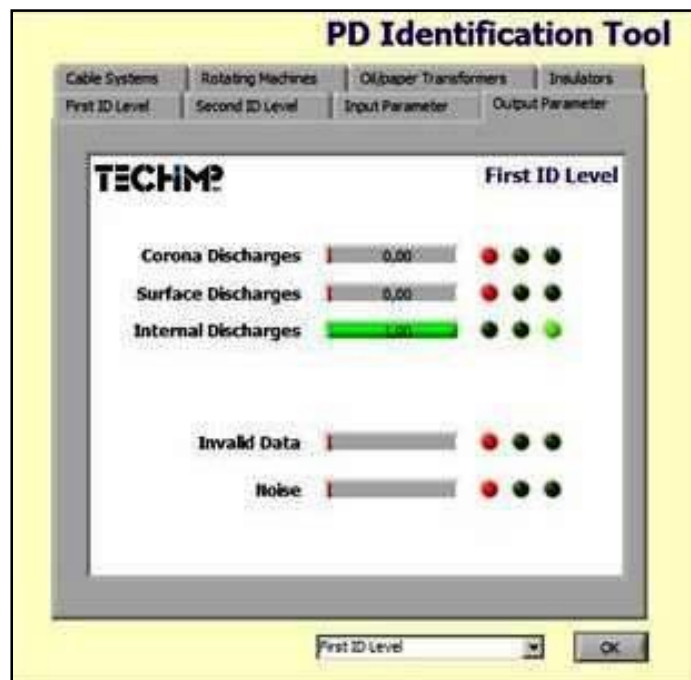 PD Identification Tool
Cable Systems Rotating Machines Oil/paper Transformers Insulators
First ID Level Second ID Level Input Parameter Output Parameter
TECHIMP First ID Level
Corona Discharges 0,00
Surface Discharges 0,00
Internal Discharges 1,00
Invalid Data
Noise
First ID Level OK